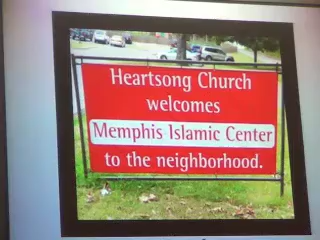 Heartsong Church
welcomes
Memphis Islamic Center
to the neighborhood.